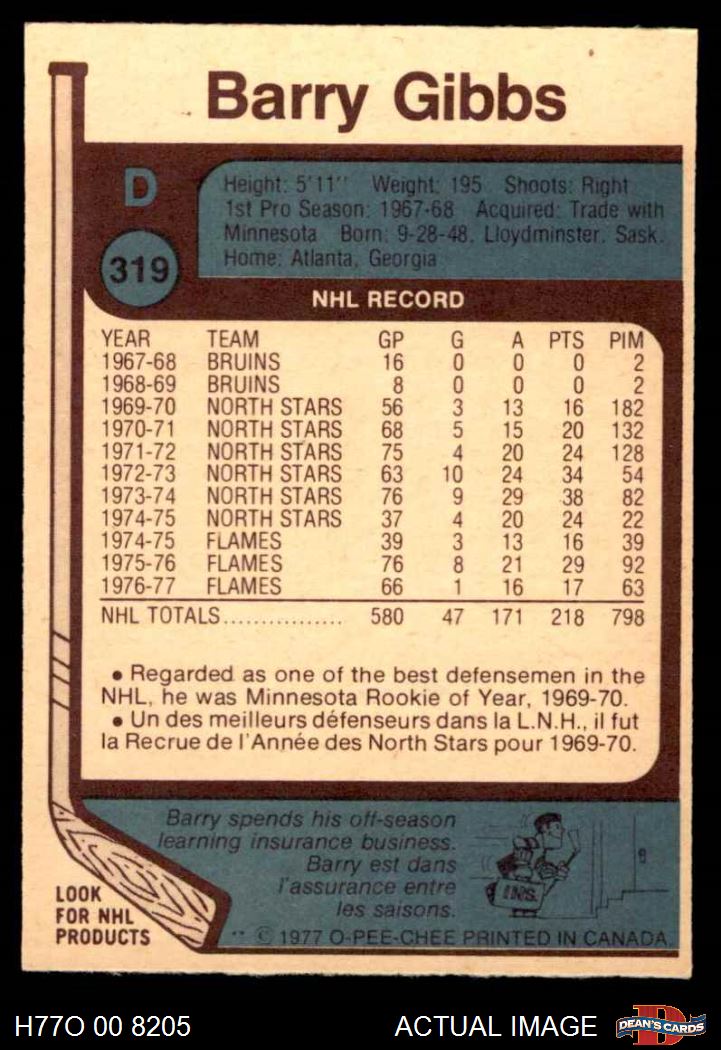 Barry Gibbs
D
Height: 5'11'' Weight: 195 Shoots: Right
1st Pro Season: 1967-68 Acquired: Trade with
Minnesota Born: 9-28-48, Lloydminster, Sask.
Home: Atlanta, Georgia
319
NHL RECORD
YEAR TEAM GP G A PTS PIM
1967-68 BRUINS 16 0 0 0 2
1968-69 BRUINS 8 0 0 0 2
1969-70 NORTH STARS 56 3 13 16 182
1970-71 NORTH STARS 68 5 15 20 132
1971-72 NORTH STARS 75 4 20 24 128
1972-73 NORTH STARS 63 10 24 34 54
1973-74 NORTH STARS 76 9 29 38 82
1974-75 NORTH STARS 37 4 20 24 22
1974-75 FLAMES 39 3 13 16 39
1975-76 FLAMES 76 8 21 29 92
1976-77 FLAMES 66 1 16 17 63
NHL TOTALS................ 580 47 171 218 798
• Regarded as one of the best defensemen in the
NHL, he was Minnesota Rookie of Year, 1969-70.
• Un des meilleurs défenseurs dans la L.N.H., il fut
la Recrue de l'Année des North Stars pour 1969-70.
Barry spends his off-season
learning insurance business.
Barry est dans
l'assurance entre
les saisons.
INS.
LOOK
FOR NHL
PRODUCTS
** © 1977 O-PEE-CHEE PRINTED IN CANADA
H77O 00 8205 ACTUAL IMAGE
D
DEAN'S CARDS